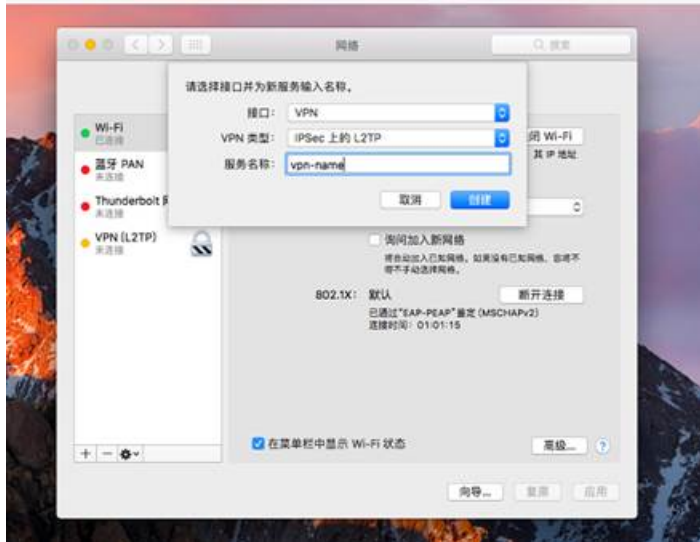 网络
搜索
请选择接口并为新服务输入名称。
接口： VPN
VPN 类型： IPSec 上的 L2TP
服务名称： vpn-name
取消 创建
Wi-Fi
已连接
闭 Wi-Fi
其 IP 地址
蓝牙 PAN
未连接
Thunderbolt
未连接
VPN (L2TP)
未连接
询问加入新网络
将自动加入已知网络。如果没有已知网络，您将不
得不手动选择网络。
802.1X： 默认 断开连接
已通过“EAP-PEAP”鉴定 (MSCHAPv2)
连接时间：01:01:15
在菜单栏中显示 Wi-Fi 状态
高级... ?
+ −
向导... 复原 应用